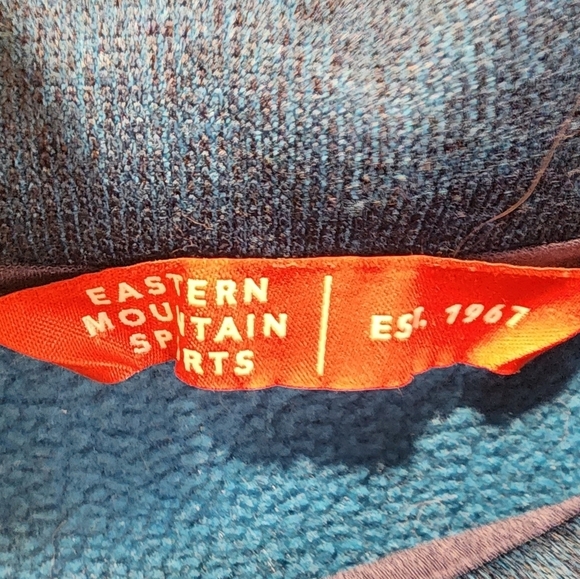 EASTERN
MOUNTAIN
SPORTS
EST. 1967